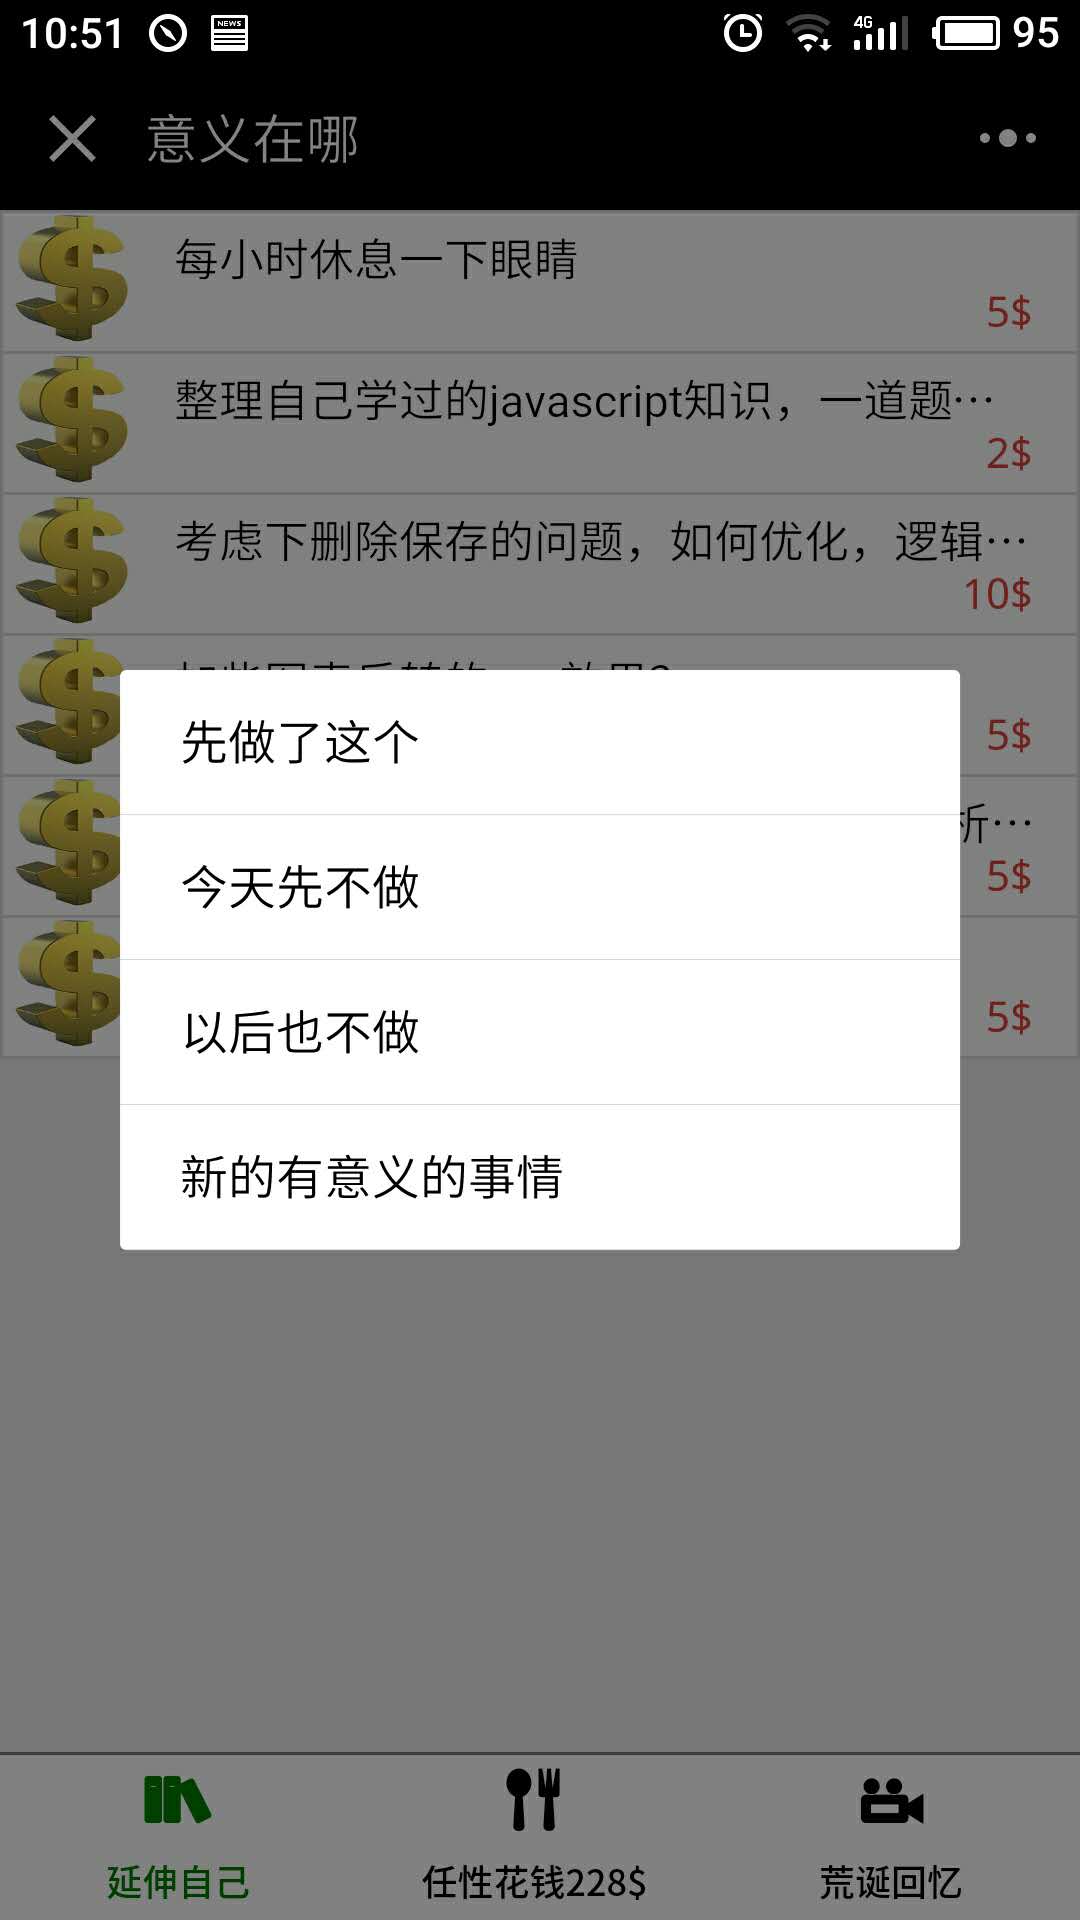 10:51 NEWS 4G 95
意义在哪
每小时休息一下眼睛
5$
整理自己学过的javascript知识，一道题…
2$
考虑下删除保存的问题，如何优化，逻辑…
10$
5$
先做了这个
析…
5$
今天先不做
以后也不做
5$
新的有意义的事情
延伸自己
任性花钱228$
荒诞回忆